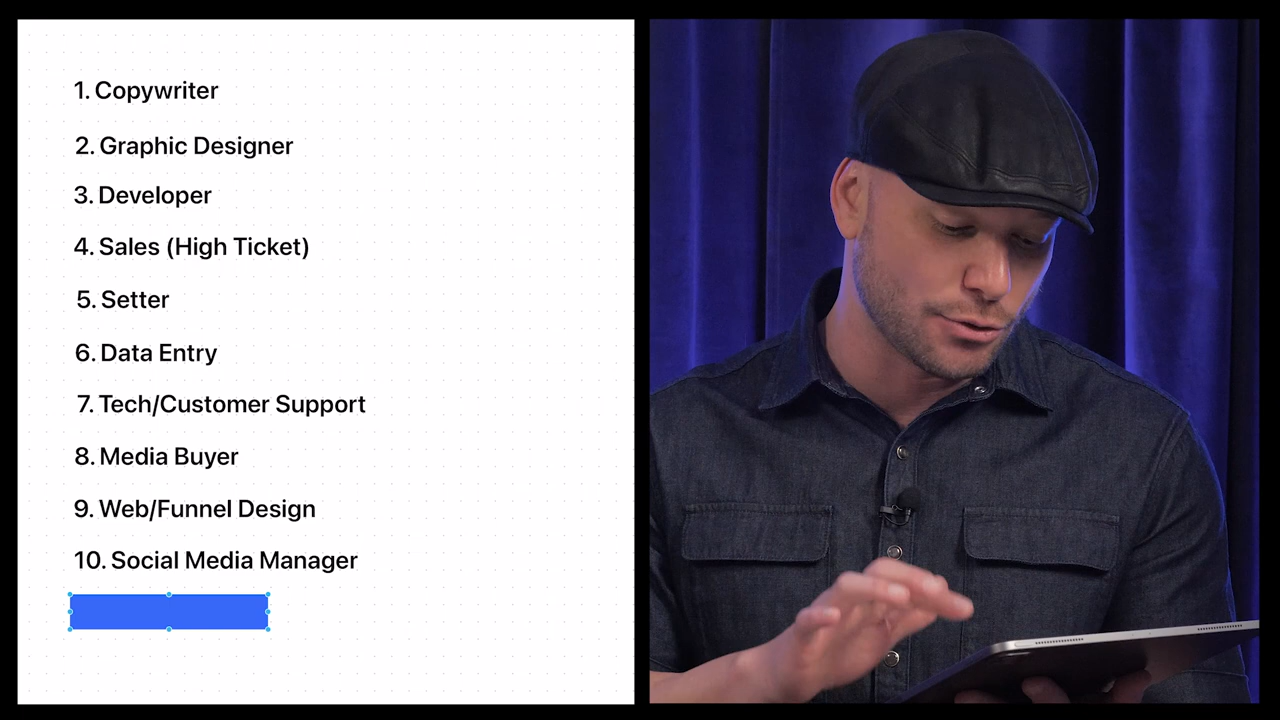 1. Copywriter
2. Graphic Designer
3. Developer
4. Sales (High Ticket)
5. Setter
6. Data Entry
7. Tech/Customer Support
8. Media Buyer
9. Web/Funnel Design
10. Social Media Manager